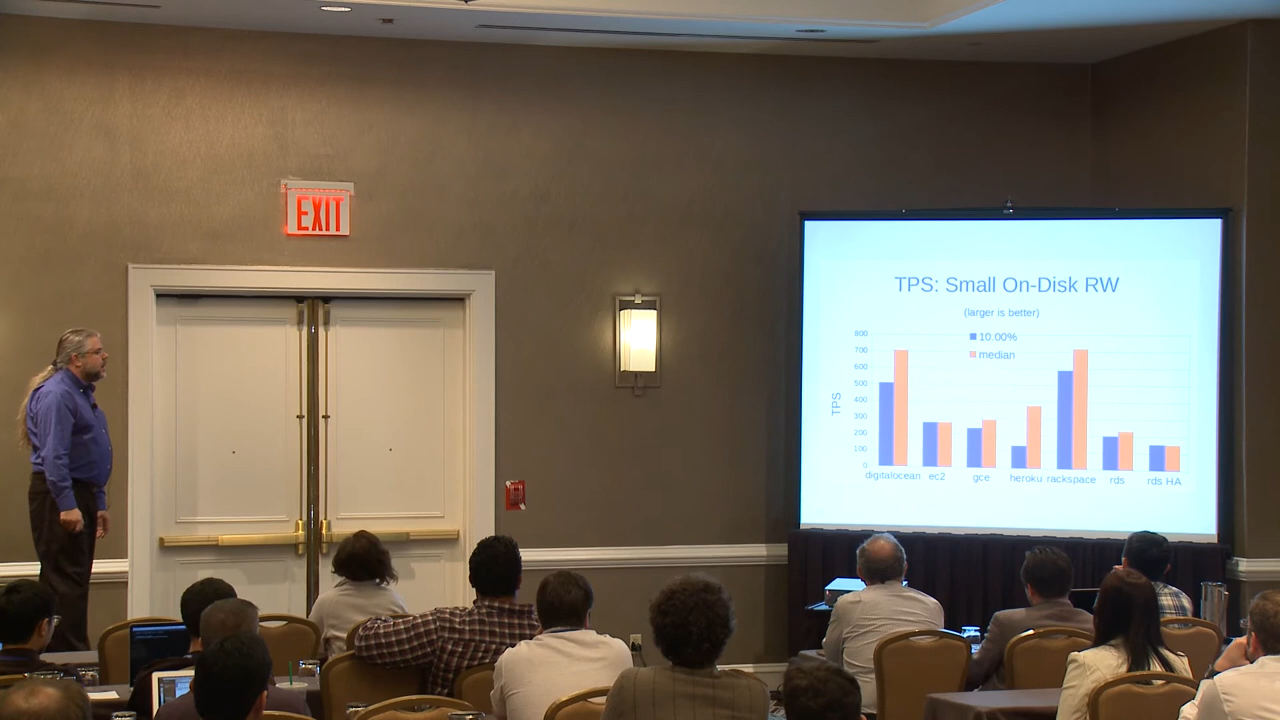 EXIT
TPS: Small On-Disk RW
(larger is better)
10.00%
median
TPS
800
700
600
500
400
300
200
100
0
digitalocean ec2 gce heroku rackspace rds rds HA